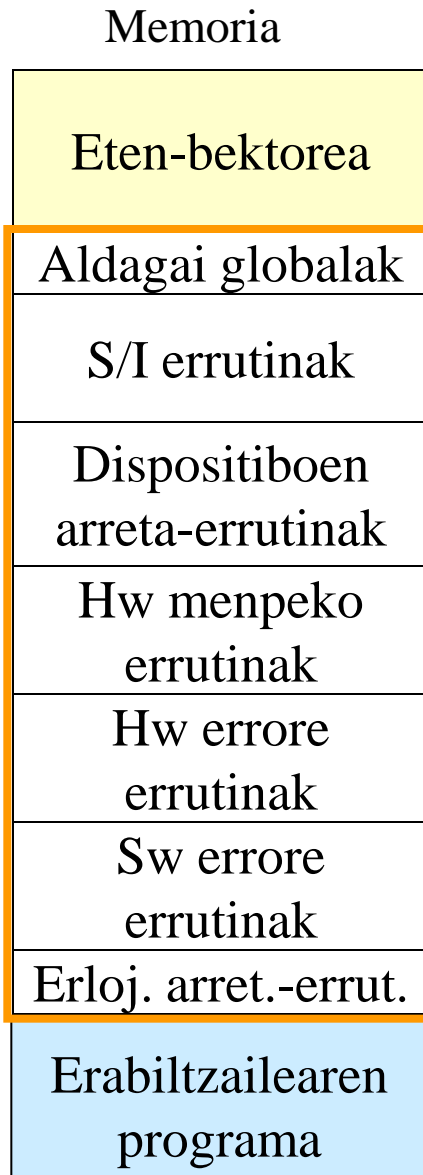 Memoria
Eten-bektorea
Aldagai globalak
S/I errutinak
Dispositiboen
arreta-errutinak
Hw menpeko
errutinak
Hw errore
errutinak
Sw errore
errutinak
Erloj. arret.-errut.
Erabiltzailearen
programa